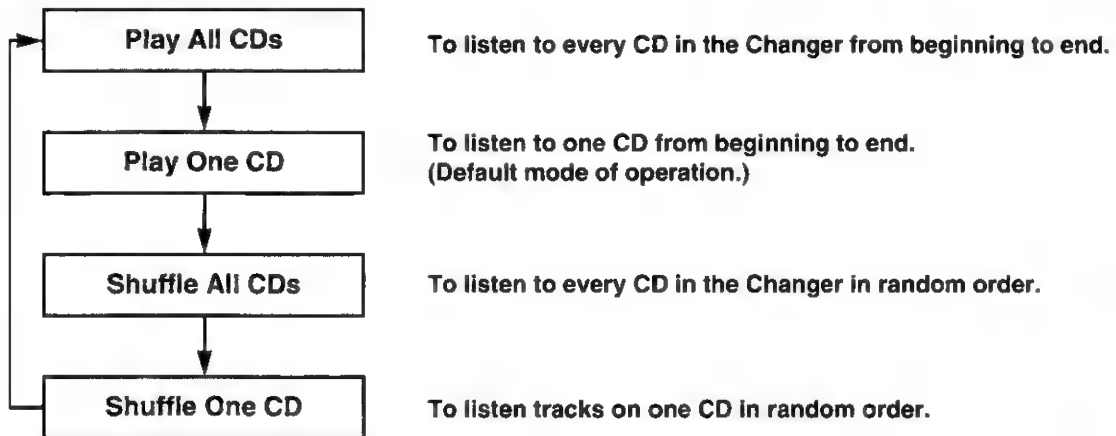 Play All CDs
To listen to every CD in the Changer from beginning to end.
Play One CD
To listen to one CD from beginning to end.
(Default mode of operation.)
Shuffle All CDs
To listen to every CD in the Changer in random order.
Shuffle One CD
To listen tracks on one CD in random order.